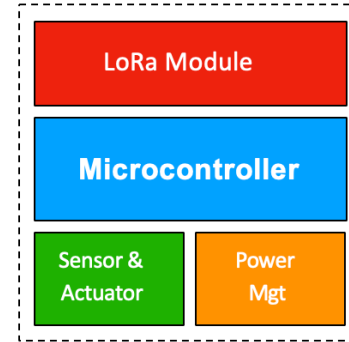 LoRa Module
Microcontroller
Sensor &
Actuator
Power
Mgt